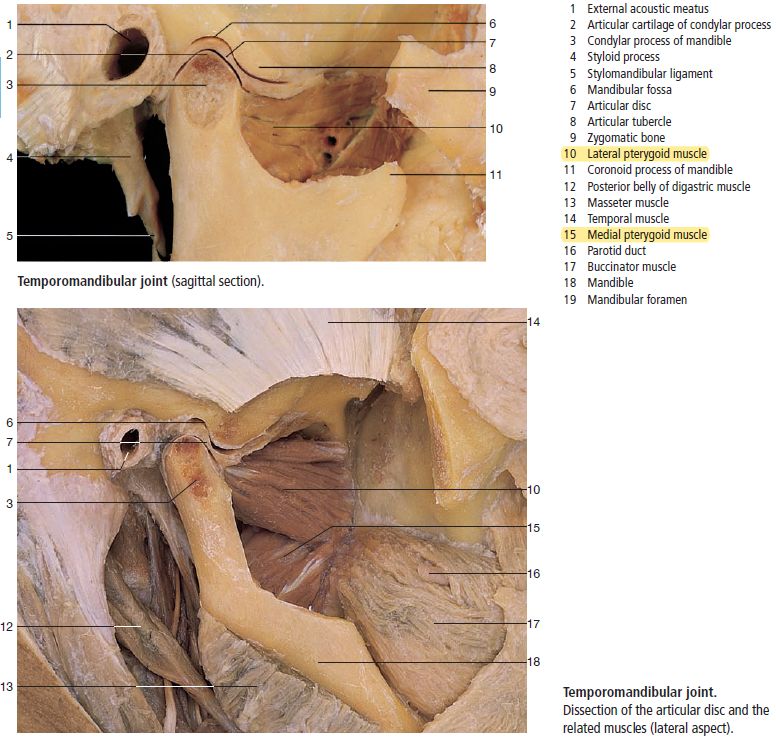 1
2
3
4
5
6
7
8
9
10
11
Temporomandibular joint (sagittal section).
1 External acoustic meatus
2 Articular cartilage of condylar process
3 Condylar process of mandible
4 Styloid process
5 Stylomandibular ligament
6 Mandibular fossa
7 Articular disc
8 Articular tubercle
9 Zygomatic bone
10 Lateral pterygoid muscle
11 Coronoid process of mandible
12 Posterior belly of digastric muscle
13 Masseter muscle
14 Temporal muscle
15 Medial pterygoid muscle
16 Parotid duct
17 Buccinator muscle
18 Mandible
19 Mandibular foramen
6
7
1
3
12
13
14
10
15
16
17
18
Temporomandibular joint.
Dissection of the articular disc and the
related muscles (lateral aspect).